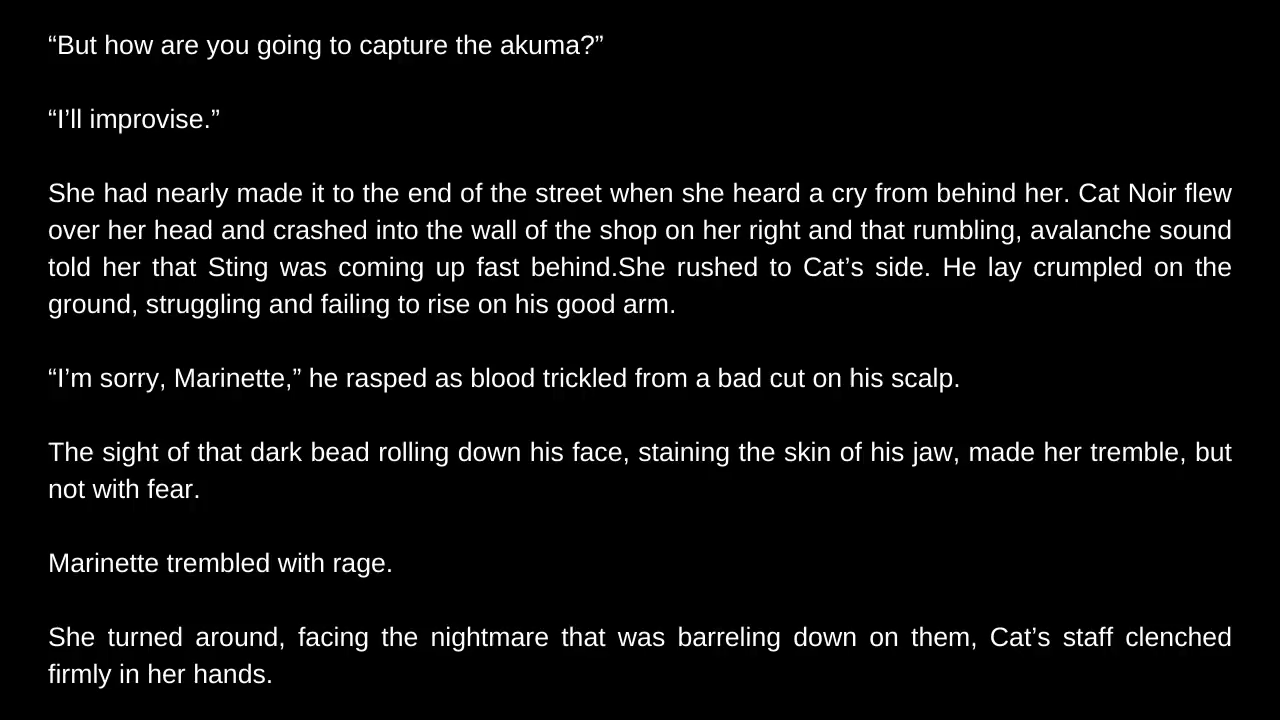 “But how are you going to capture the akuma?”
“I’ll improvise.”
She had nearly made it to the end of the street when she heard a cry from behind her. Cat Noir flew
over her head and crashed into the wall of the shop on her right and that rumbling, avalanche sound
told her that Sting was coming up fast behind.She rushed to Cat’s side. He lay crumpled on the
ground, struggling and failing to rise on his good arm.
“I’m sorry, Marinette,” he rasped as blood trickled from a bad cut on his scalp.
The sight of that dark bead rolling down his face, staining the skin of his jaw, made her tremble, but
not with fear.
Marinette trembled with rage.
She turned around, facing the nightmare that was barreling down on them, Cat’s staff clenched
firmly in her hands.